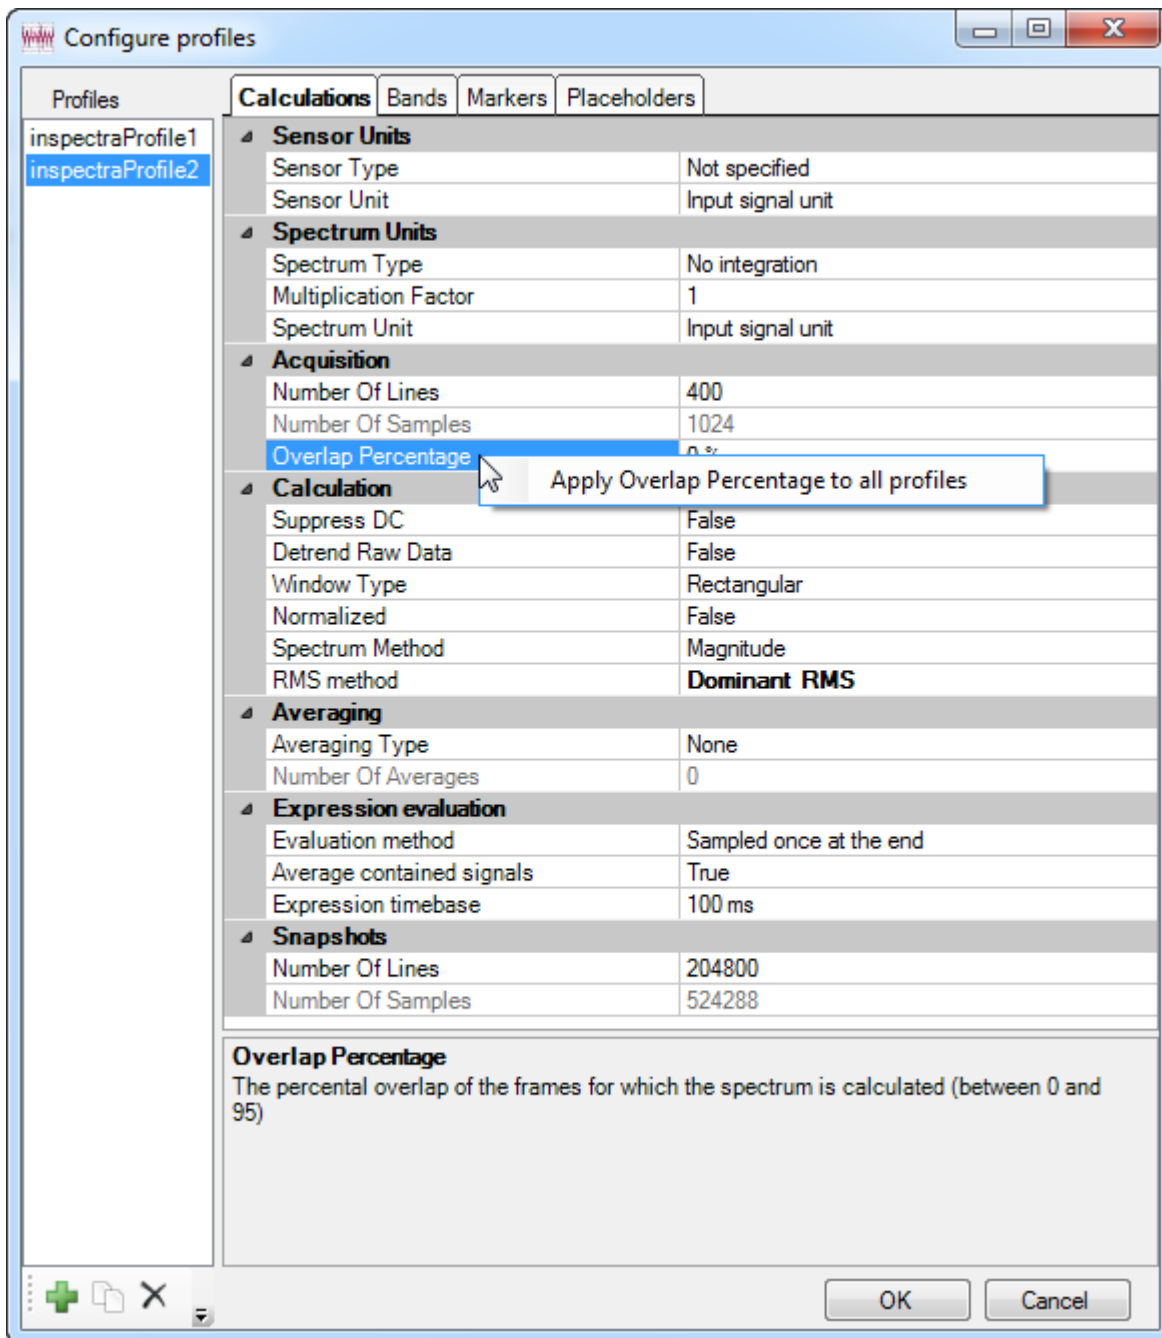 Configure profiles
Profiles
Calculations Bands Markers Placeholders
inspectraProfile1
inspectraProfile2
Sensor Units
Sensor Type Not specified
Sensor Unit Input signal unit
Spectrum Units
Spectrum Type No integration
Multiplication Factor 1
Spectrum Unit Input signal unit
Acquisition
Number Of Lines 400
Number Of Samples 1024
Overlap Percentage 0 %
Apply Overlap Percentage to all profiles
Calculation
Suppress DC False
Detrend Raw Data False
Window Type Rectangular
Normalized False
Spectrum Method Magnitude
RMS method Dominant RMS
Averaging
Averaging Type None
Number Of Averages 0
Expression evaluation
Evaluation method Sampled once at the end
Average contained signals True
Expression timebase 100 ms
Snapshots
Number Of Lines 204800
Number Of Samples 524288
Overlap Percentage
The percental overlap of the frames for which the spectrum is calculated (between 0 and
95)
OK Cancel